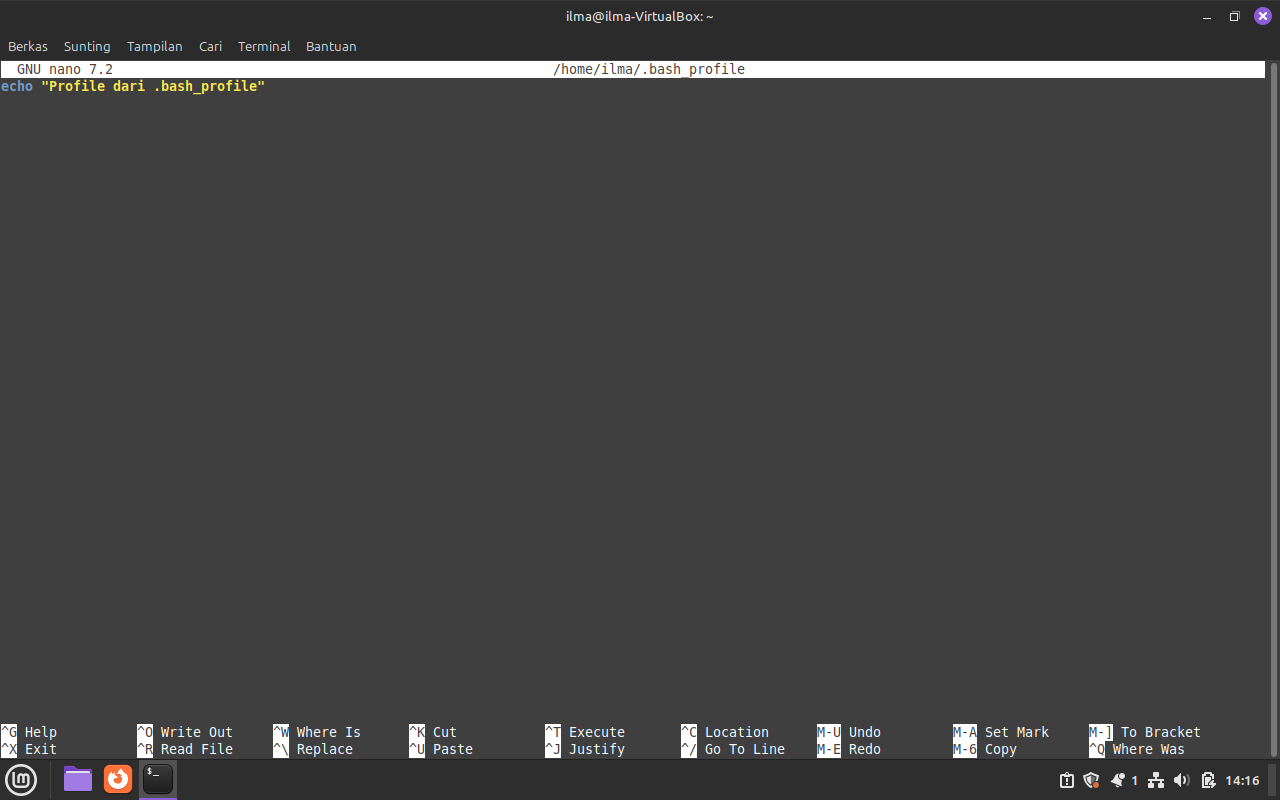 ilma@ilma-VirtualBox: ~
Berkas Sunting Tampilan Cari Terminal Bantuan
GNU nano 7.2 /home/ilma/.bash_profile
echo "Profile dari .bash_profile"
^G Help ^O Write Out ^W Where Is ^K Cut ^T Execute ^C Location M-U Undo M-A Set Mark M-] To Bracket
^X Exit ^R Read File ^\ Replace ^U Paste ^J Justify ^/ Go To Line M-E Redo M-6 Copy ^Q Where Was
lm $_ 1 14:16